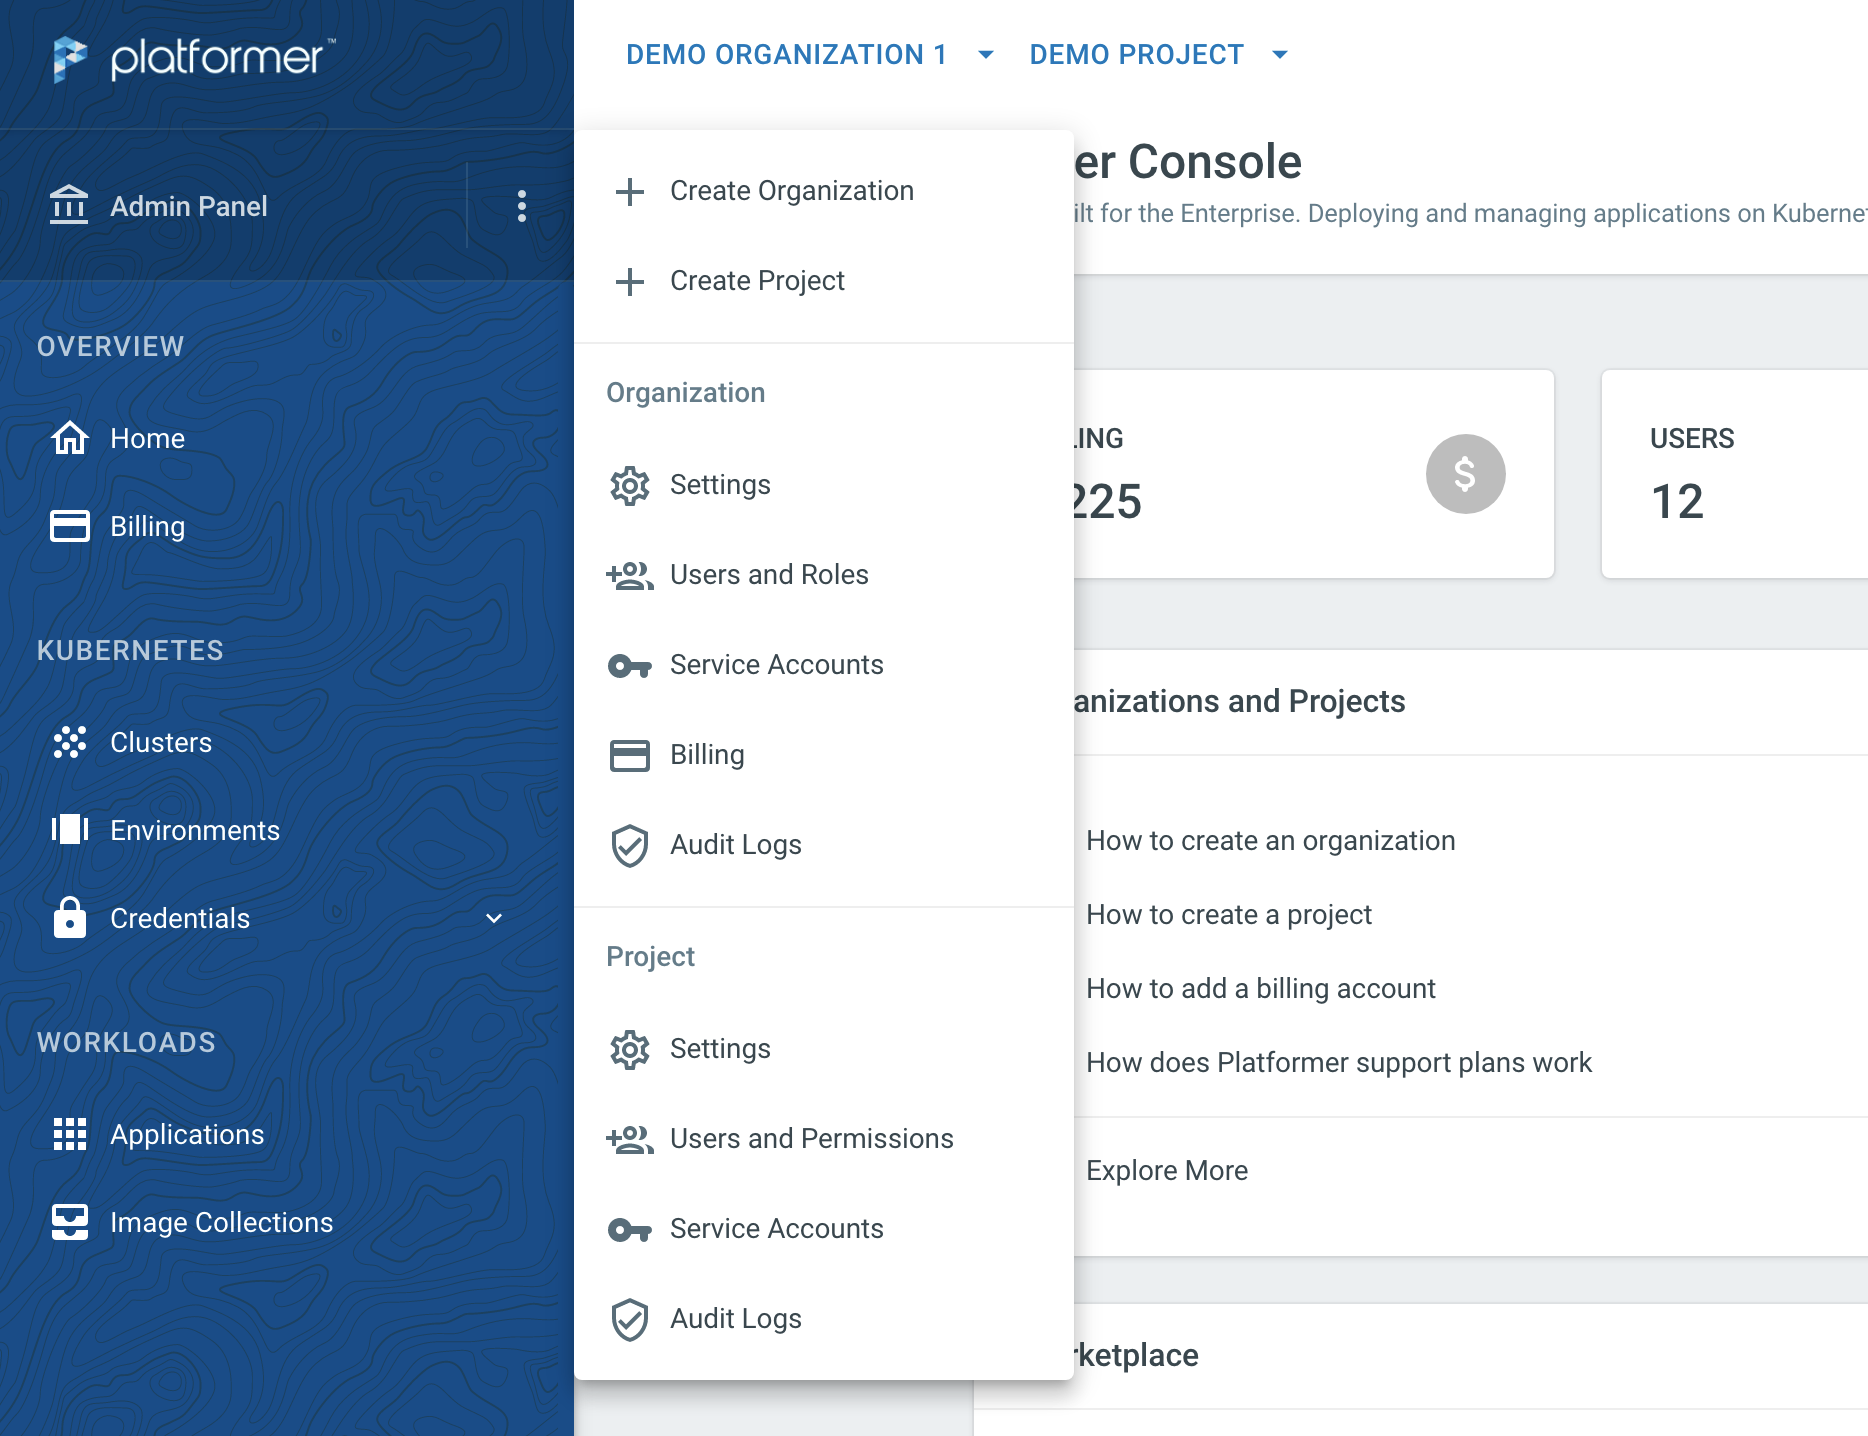 platformer™
DEMO ORGANIZATION 1
DEMO PROJECT
Admin Panel
OVERVIEW
Home
Billing
KUBERNETES
Clusters
Environments
Credentials
WORKLOADS
Applications
Image Collections
Create Organization
Create Project
Organization
Settings
Users and Roles
Service Accounts
Billing
Audit Logs
Project
Settings
Users and Permissions
Service Accounts
Audit Logs
er Console
ilt for the Enterprise. Deploying and managing applications on Kuberne
LING
225
$
USERS
12
anizations and Projects
How to create an organization
How to create a project
How to add a billing account
How does Platformer support plans work
Explore More
rketplace